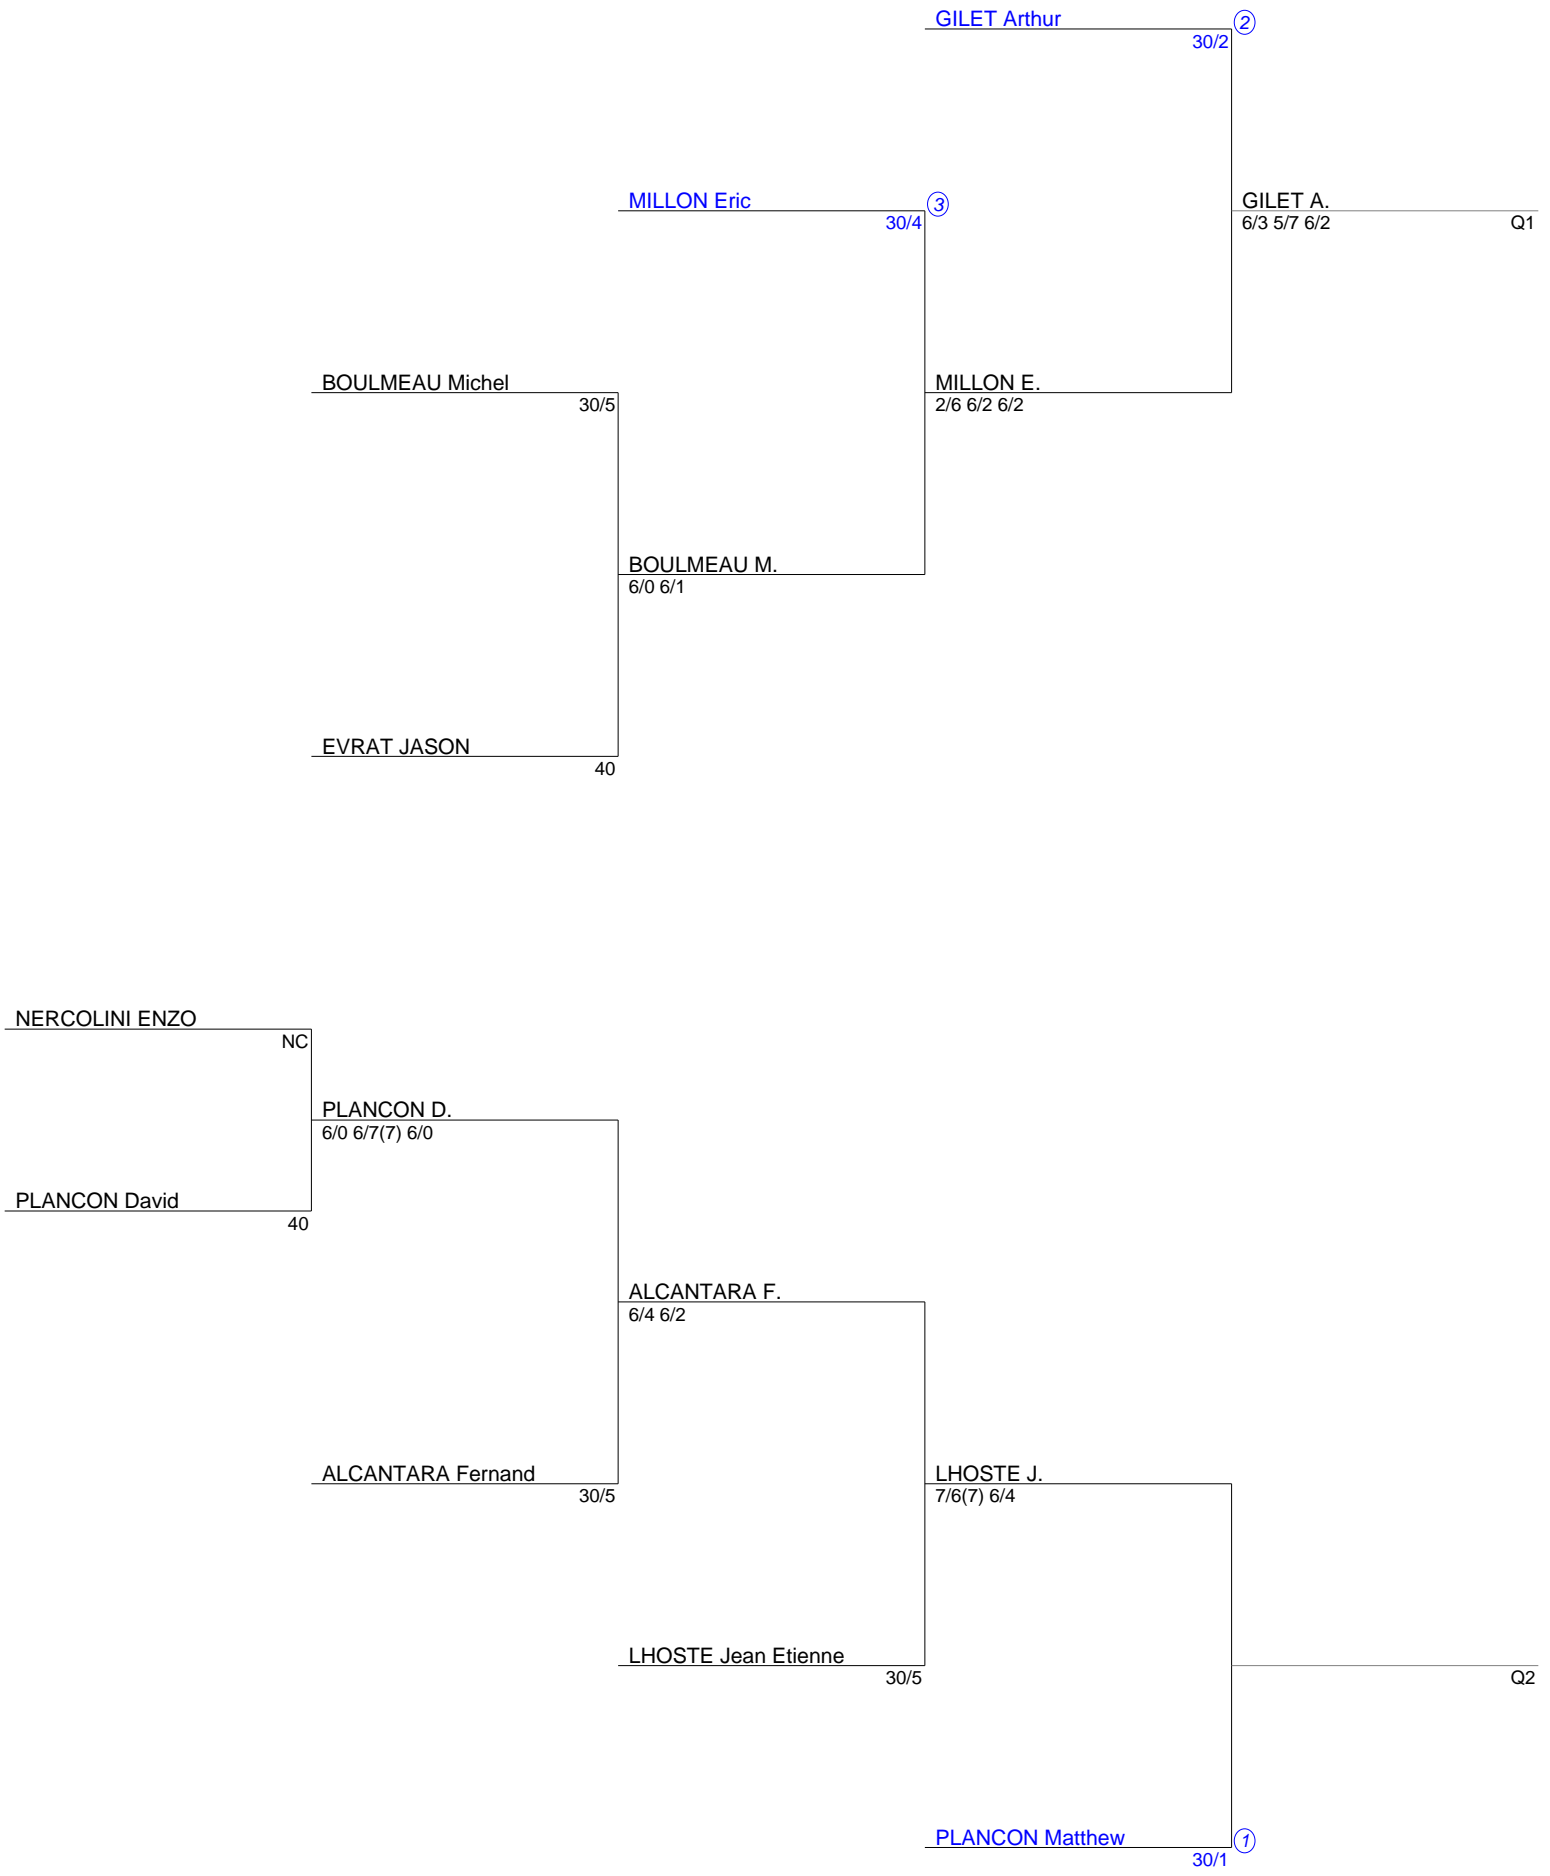 GILET Arthur
2
30/2
MILLON Eric
3
30/4
GILET A.
6/3 5/7 6/2
Q1
BOULMEAU Michel
30/5
MILLON E.
2/6 6/2 6/2
BOULMEAU M.
6/0 6/1
EVRAT JASON
40
NERCOLINI ENZO
NC
PLANCON D.
6/0 6/7(7) 6/0
PLANCON David
40
ALCANTARA F.
6/4 6/2
ALCANTARA Fernand
30/5
LHOSTE J.
7/6(7) 6/4
LHOSTE Jean Etienne
30/5
Q2
PLANCON Matthew
1
30/1